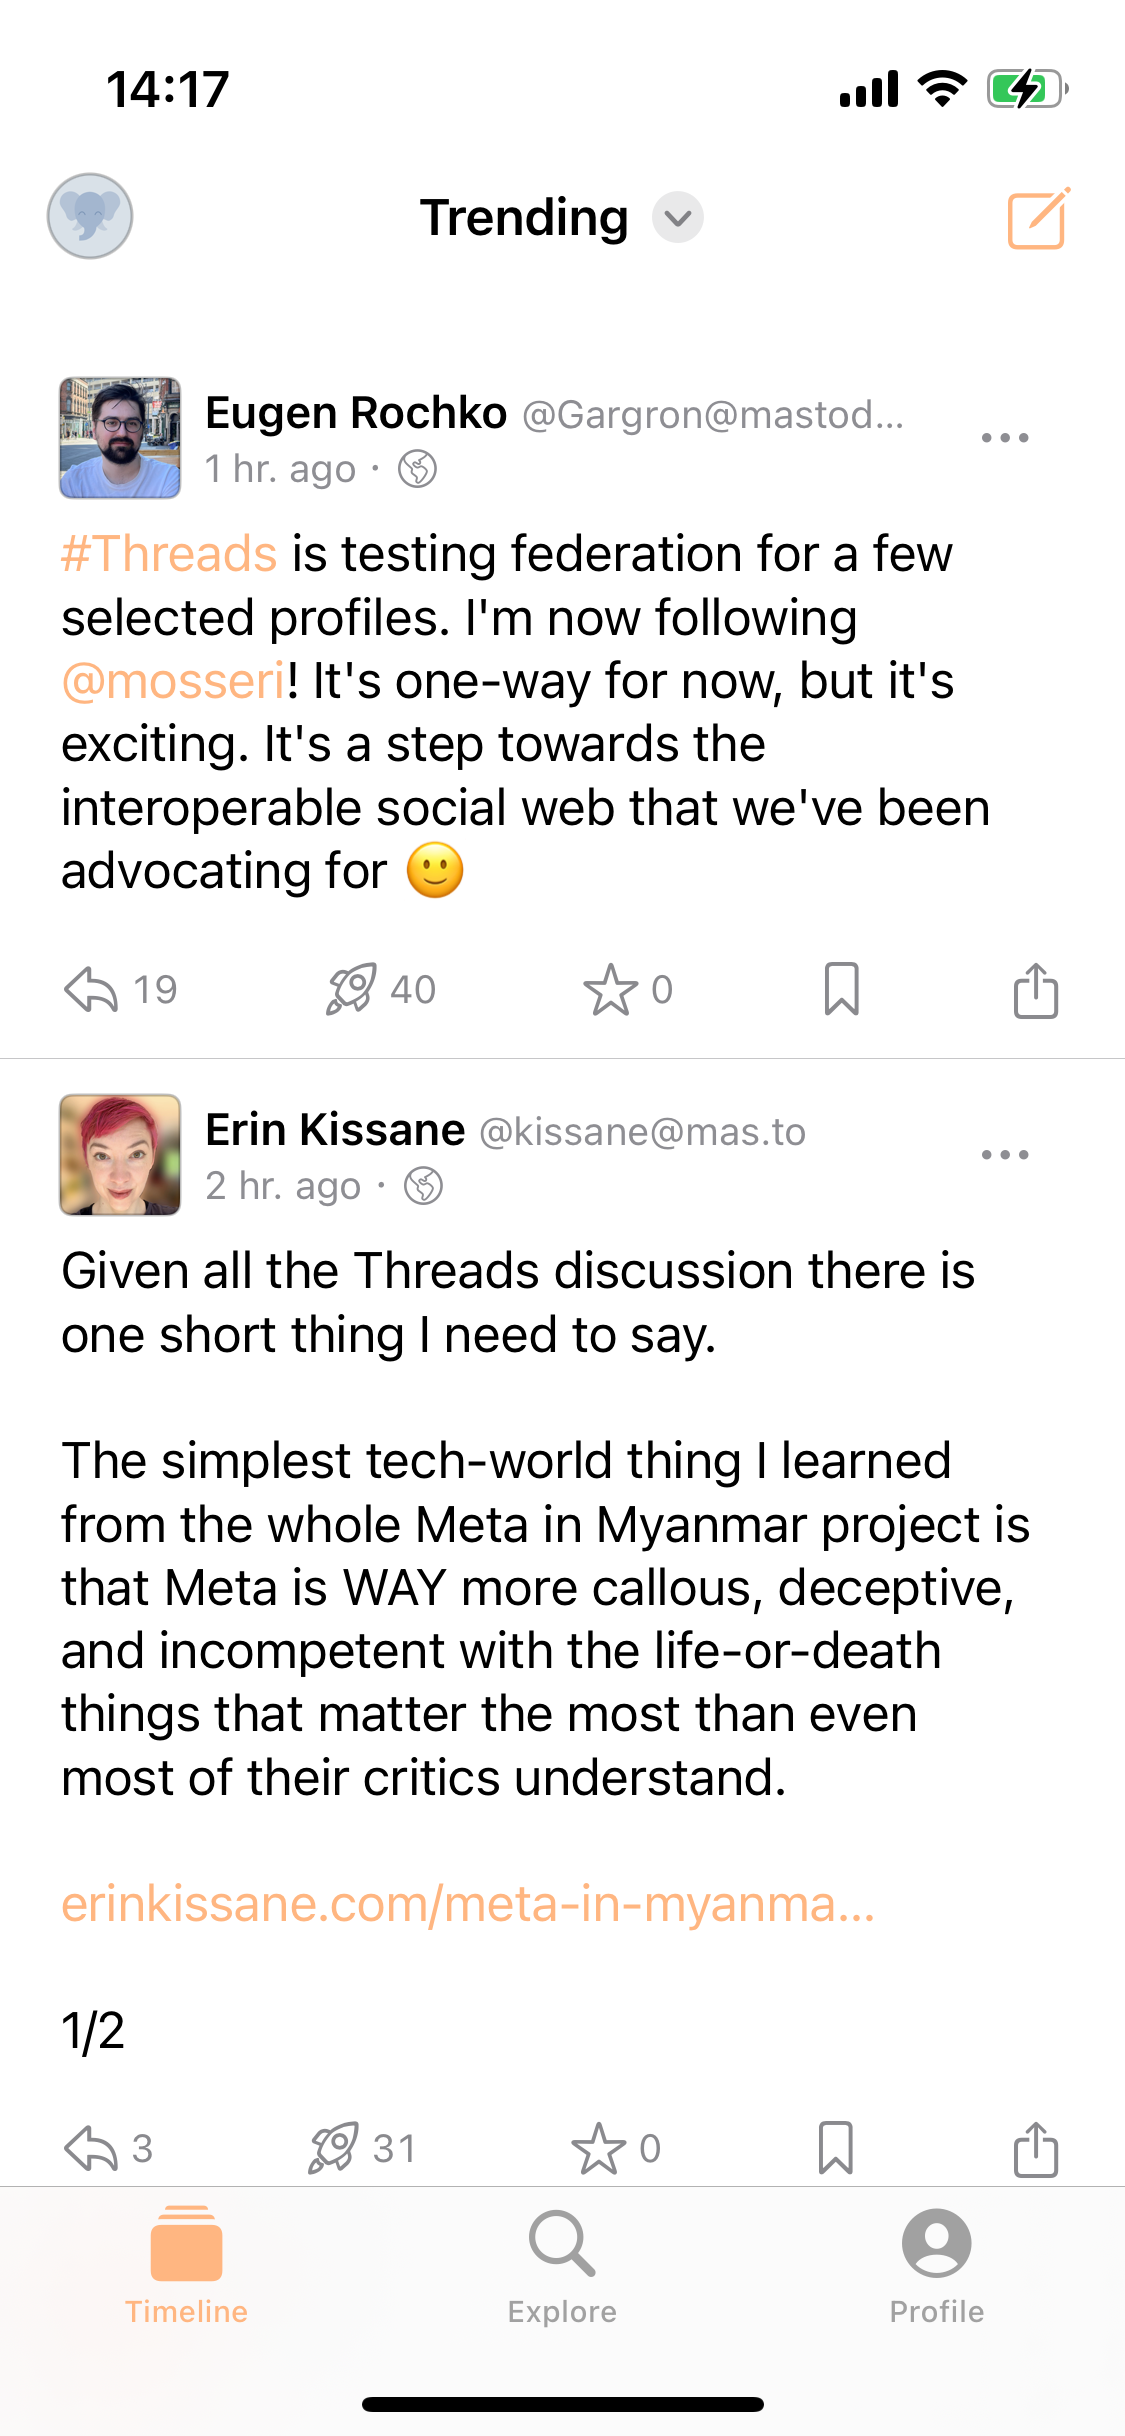 14:17
Trending
Eugen Rochko @Gargron@mastod...
1 hr. ago ·
#Threads is testing federation for a few
selected profiles. I'm now following
@mosseri! It's one-way for now, but it's
exciting. It's a step towards the
interoperable social web that we've been
advocating for 🙂
19 40 0
Erin Kissane @kissane@mas.to
2 hr. ago ·
Given all the Threads discussion there is
one short thing I need to say.
The simplest tech-world thing I learned
from the whole Meta in Myanmar project is
that Meta is WAY more callous, deceptive,
and incompetent with the life-or-death
things that matter the most than even
most of their critics understand.
erinkissane.com/meta-in-myanma...
1/2
3 31 0
Timeline Explore Profile